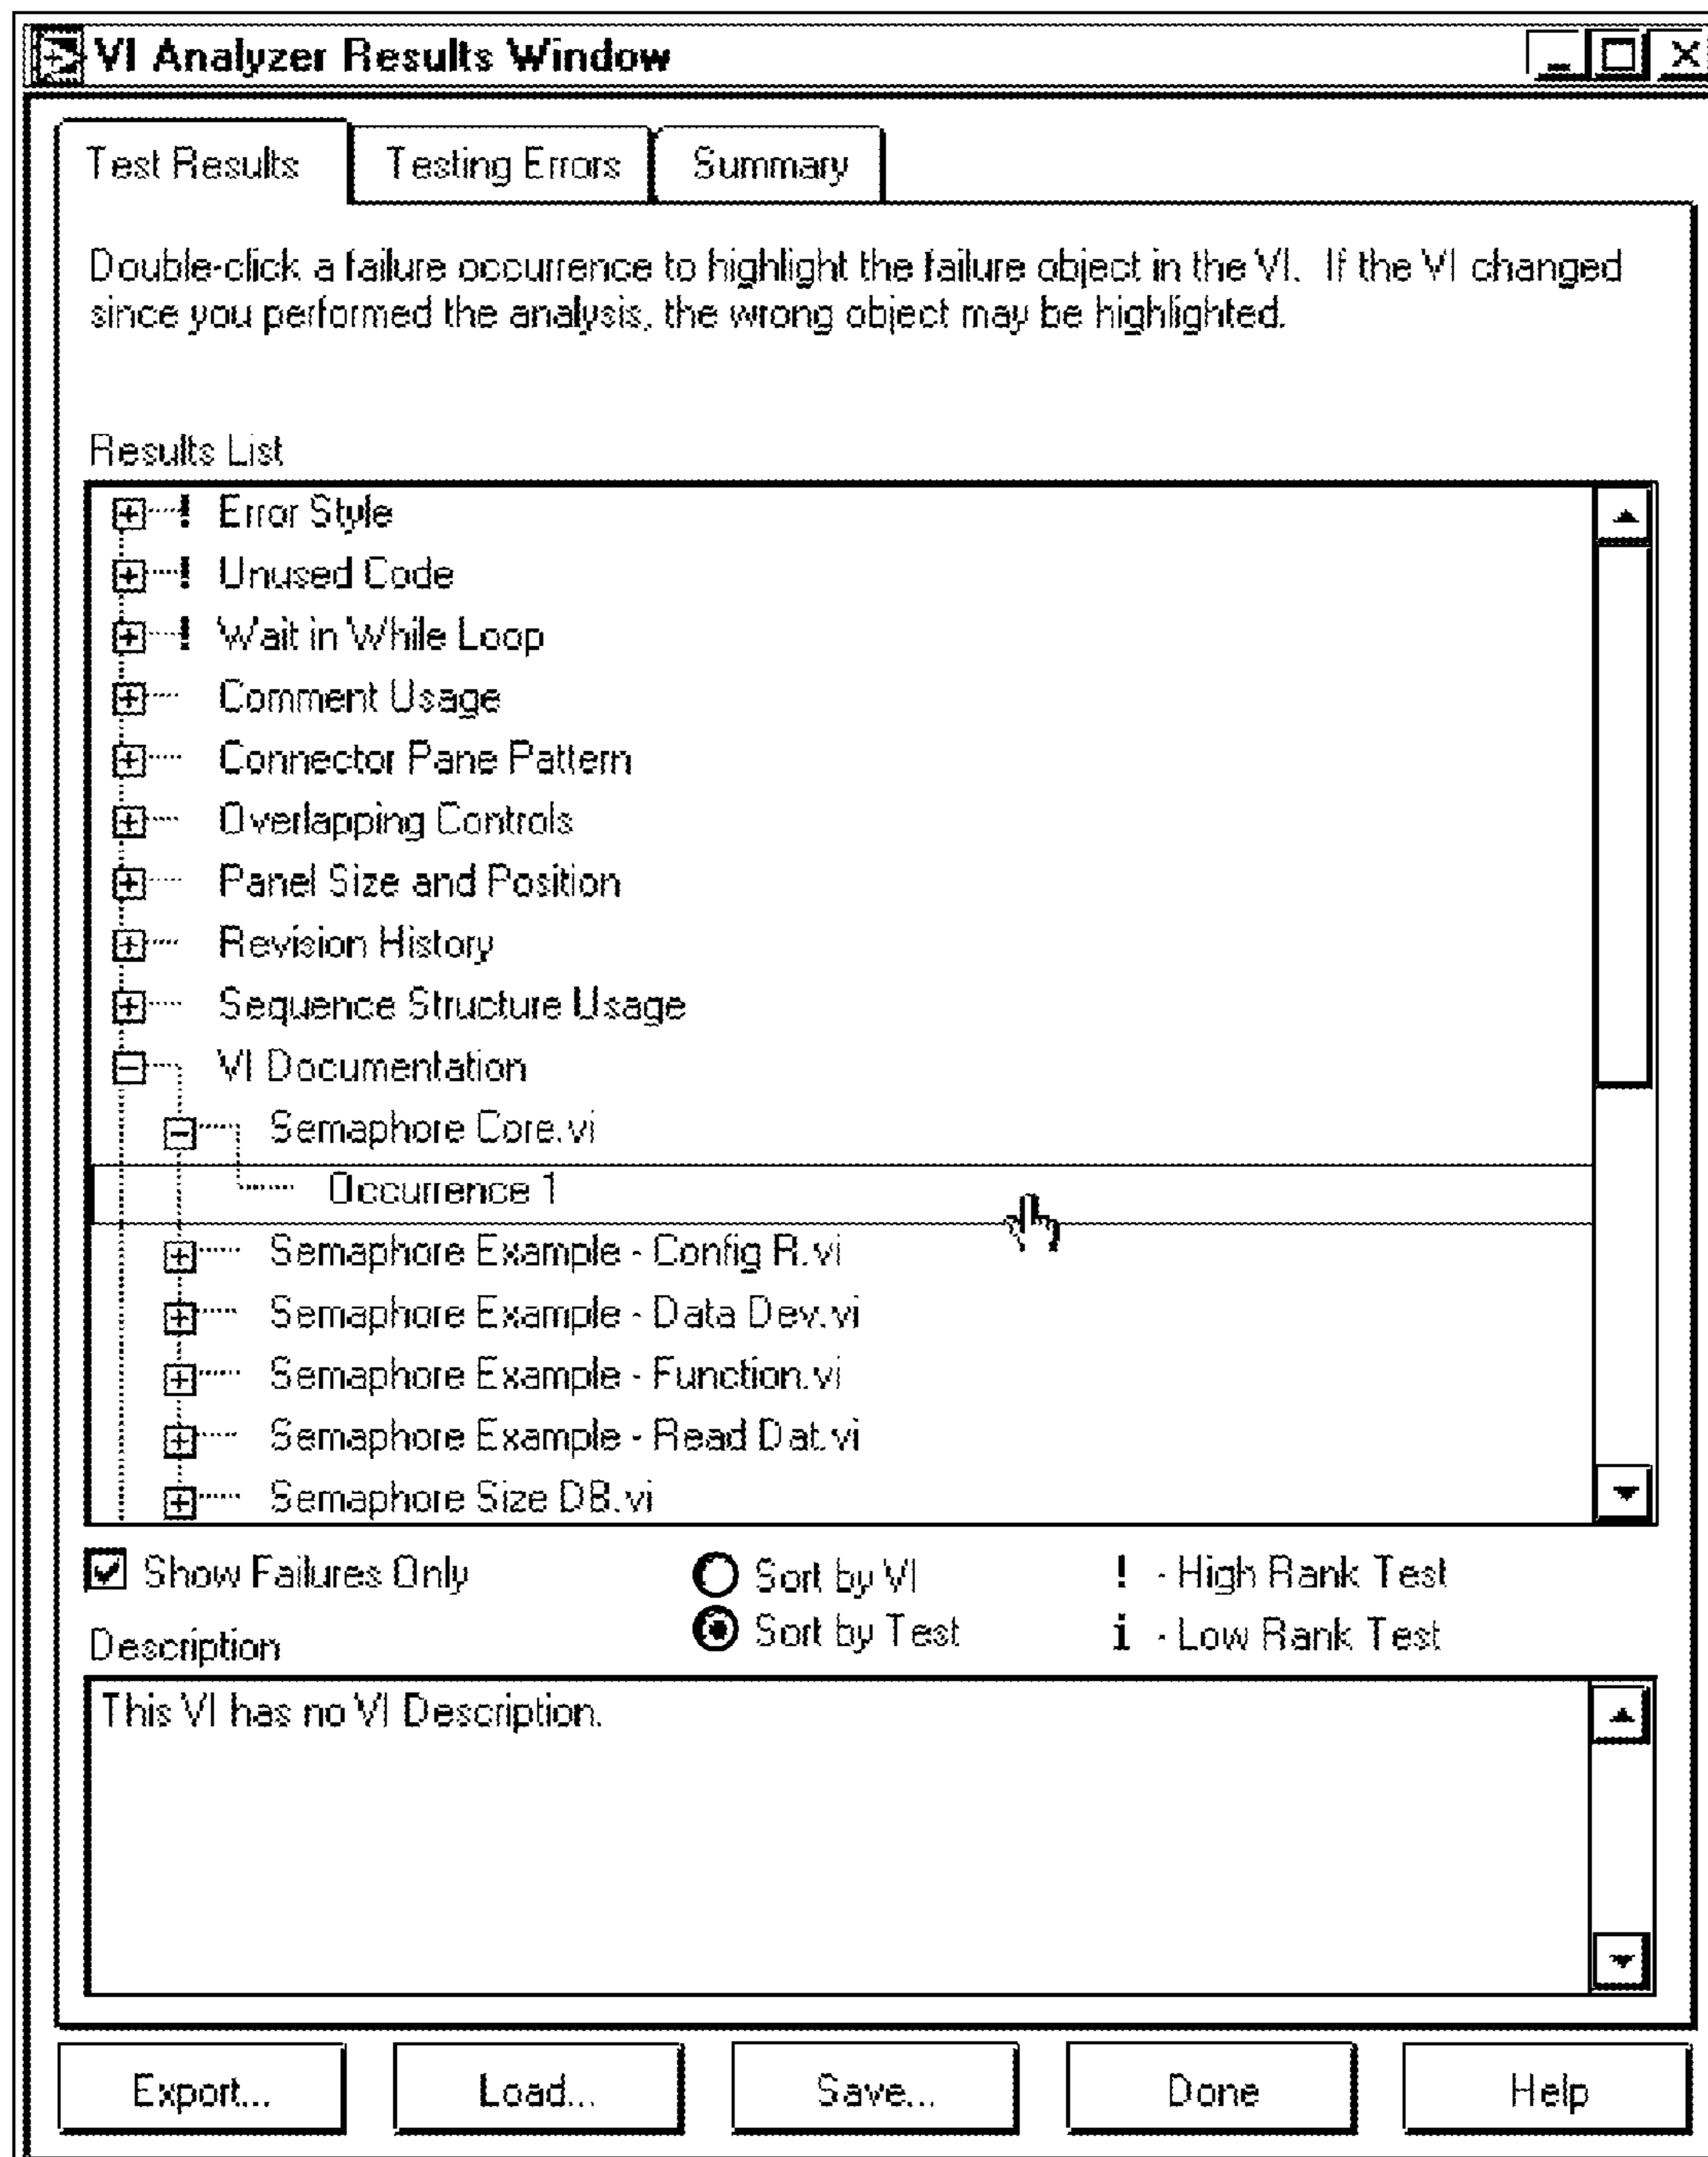 VI Analyzer Results Window
Test Results Testing Errors Summary
Double-click a failure occurrence to highlight the failure object in the VI. If the VI changed
since you performed the analysis, the wrong object may be highlighted.
Results List
! Error Style
! Unused Code
! Wait in While Loop
Comment Usage
Connector Pane Pattern
Overlapping Controls
Panel Size and Position
Revision History
Sequence Structure Usage
VI Documentation
Semaphore Core.vi
Occurrence 1
Semaphore Example - Config R.vi
Semaphore Example - Data Dev.vi
Semaphore Example - Function.vi
Semaphore Example - Read Dat.vi
Semaphore Size DB.vi
Show Failures Only Sort by VI ! - High Rank Test
Sort by Test i - Low Rank Test
Description
This VI has no VI Description.
Export... Load... Save... Done Help